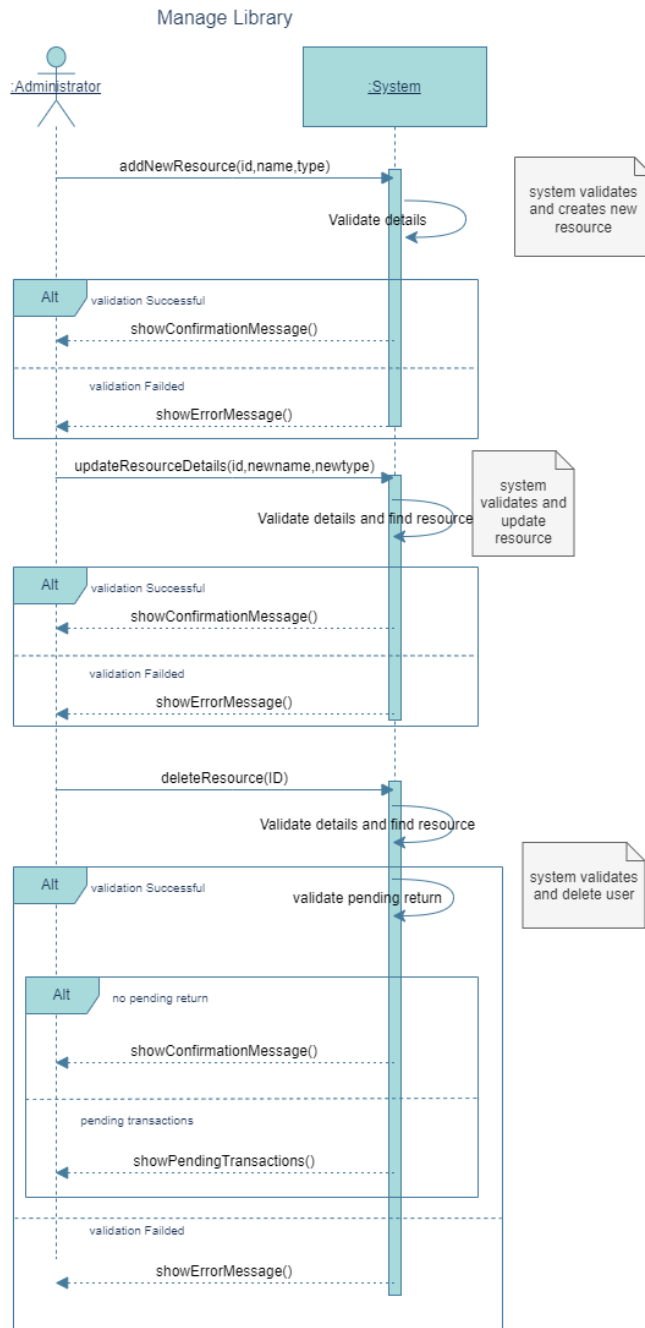 Manage Library
:Administrator
:System
addNewResource(id,name,type)
system validates
and creates new
resource
Validate details
Alt
validation Successful
showConfirmationMessage()
validation Failded
showErrorMessage()
updateResourceDetails(id,newname,newtype)
system
validates and
update
resource
Validate details and find resource
Alt
validation Successful
showConfirmationMessage()
validation Failded
showErrorMessage()
deleteResource(ID)
Validate details and find resource
system validates
and delete user
Alt
validation Successful
validate pending return
Alt
no pending return
showConfirmationMessage()
pending transactions
showPendingTransactions()
validation Failded
showErrorMessage()